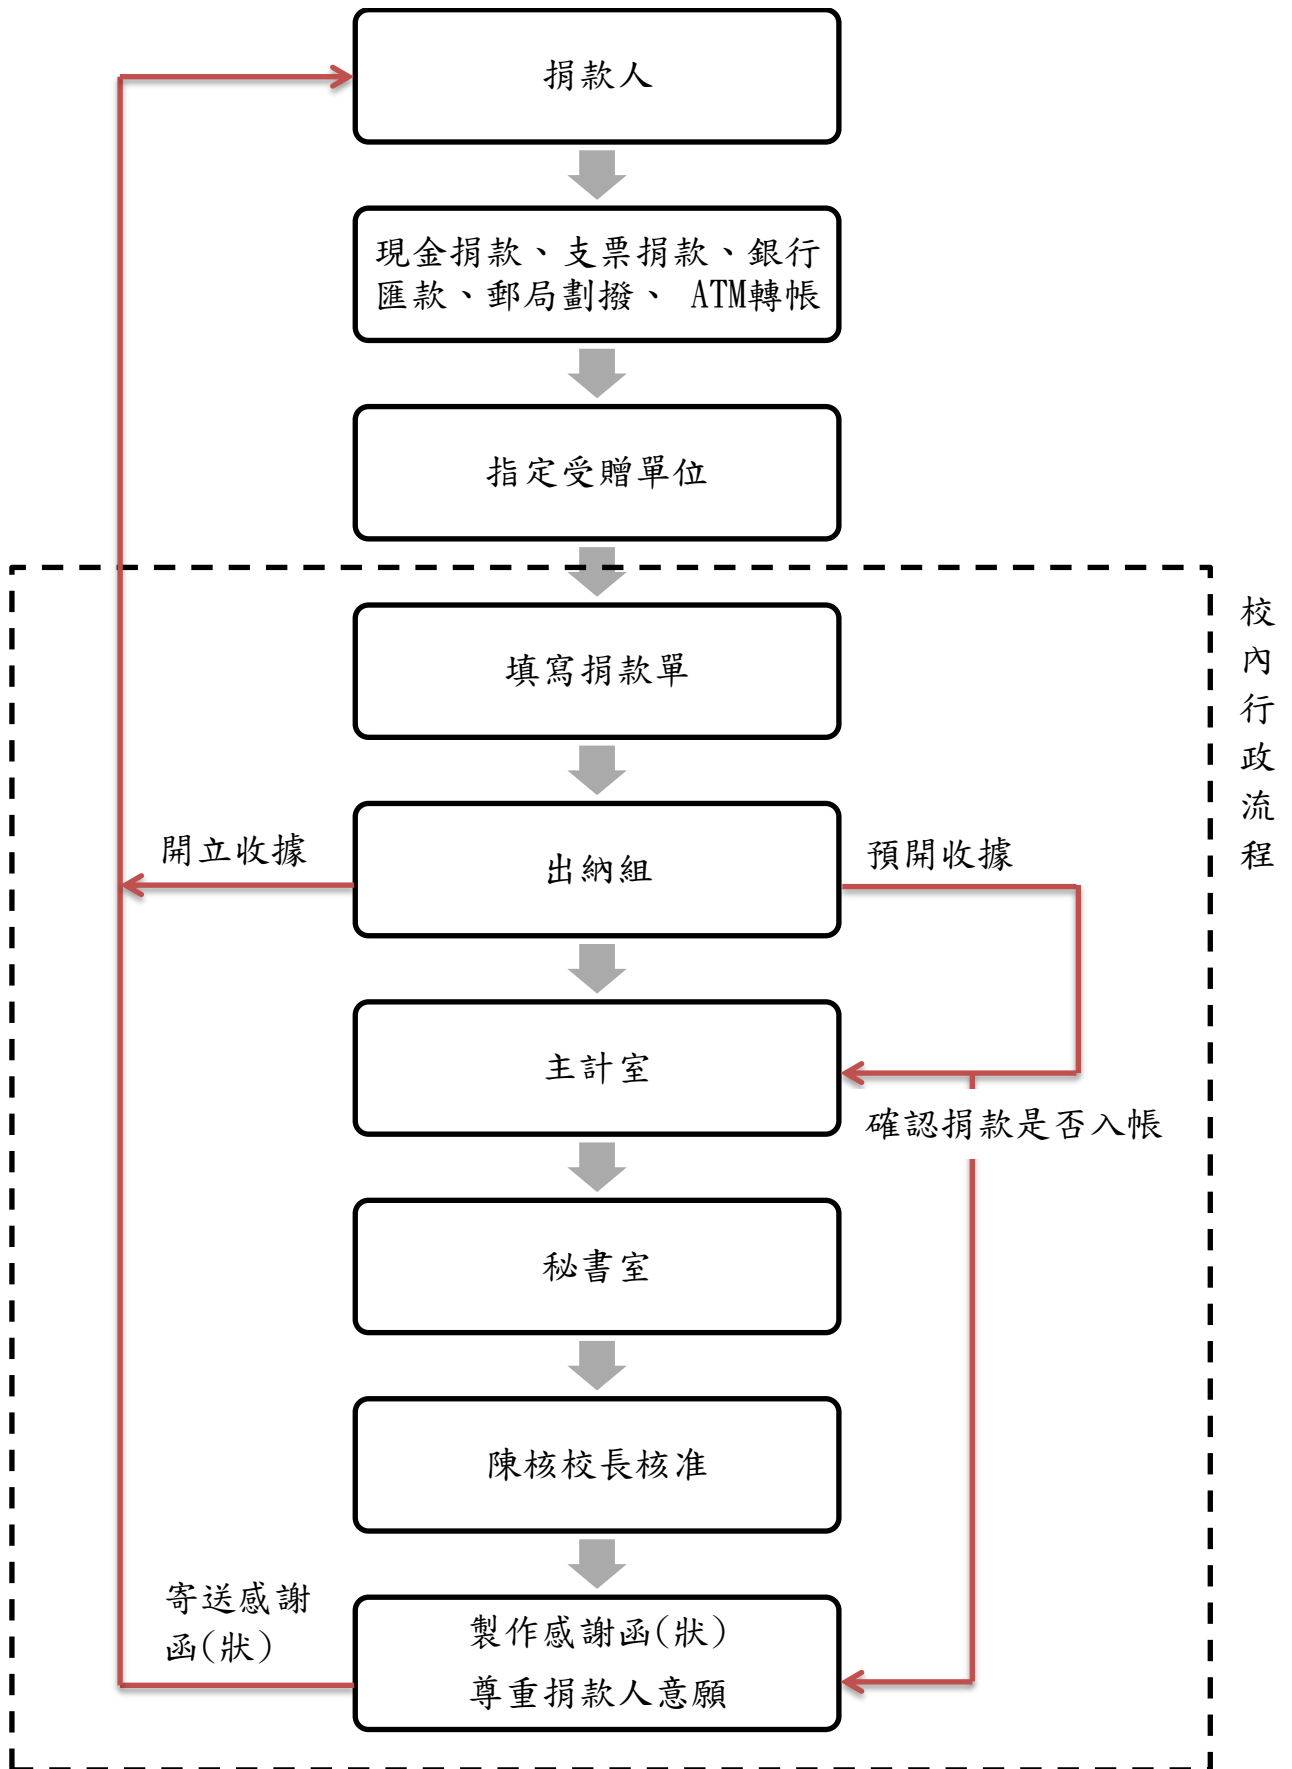 捐款人
現金捐款、支票捐款、銀行
匯款、郵局劃撥、 ATM轉帳
指定受贈單位
校內行政流程
填寫捐款單
開立收據
出納組
預開收據
主計室
確認捐款是否入帳
秘書室
陳核校長核准
寄送感謝
函(狀)
製作感謝函(狀)
尊重捐款人意願